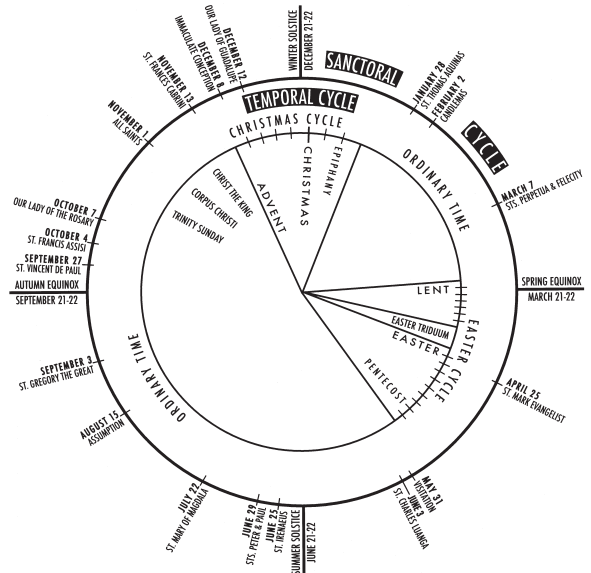 WINTER SOLSTICE
DECEMBER 21-22
SANCTORAL
CYCLE
JANUARY 28
ST. THOMAS AQUINAS
FEBRUARY 2
CANDLEMAS
MARCH 7
STS. PERPETUA & FELECITY
SPRING EQUINOX
MARCH 21-22
APRIL 25
ST. MARK EVANGELIST
MAY 31
VISITATION
JUNE 3
ST. CHARLES LUANGA
SUMMER SOLSTICE
JUNE 21-22
JUNE 25
ST. IRENAEUS
JUNE 29
STS. PETER & PAUL
JULY 22
ST. MARY OF MAGDALA
AUGUST 15
ASSUMPTION
SEPTEMBER 3
ST. GREGORY THE GREAT
AUTUMN EQUINOX
SEPTEMBER 21-22
SEPTEMBER 27
ST. VINCENT DE PAUL
OCTOBER 4
ST. FRANCIS ASSISI
OCTOBER 7
OUR LADY OF THE ROSARY
NOVEMBER 1
ALL SAINTS
NOVEMBER 13
ST. FRANCES CABRINI
DECEMBER 8
IMMACULATE CONCEPTION
DECEMBER 12
OUR LADY OF GUADALUPE
TEMPORAL CYCLE
CHRISTMAS CYCLE
ADVENT
CHRISTMAS
EPIPHANY
ORDINARY TIME
LENT
EASTER TRIDUUM
EASTER
PENTECOST
EASTER CYCLE
ORDINARY TIME
TRINITY SUNDAY
CORPUS CHRISTI
CHRIST THE KING